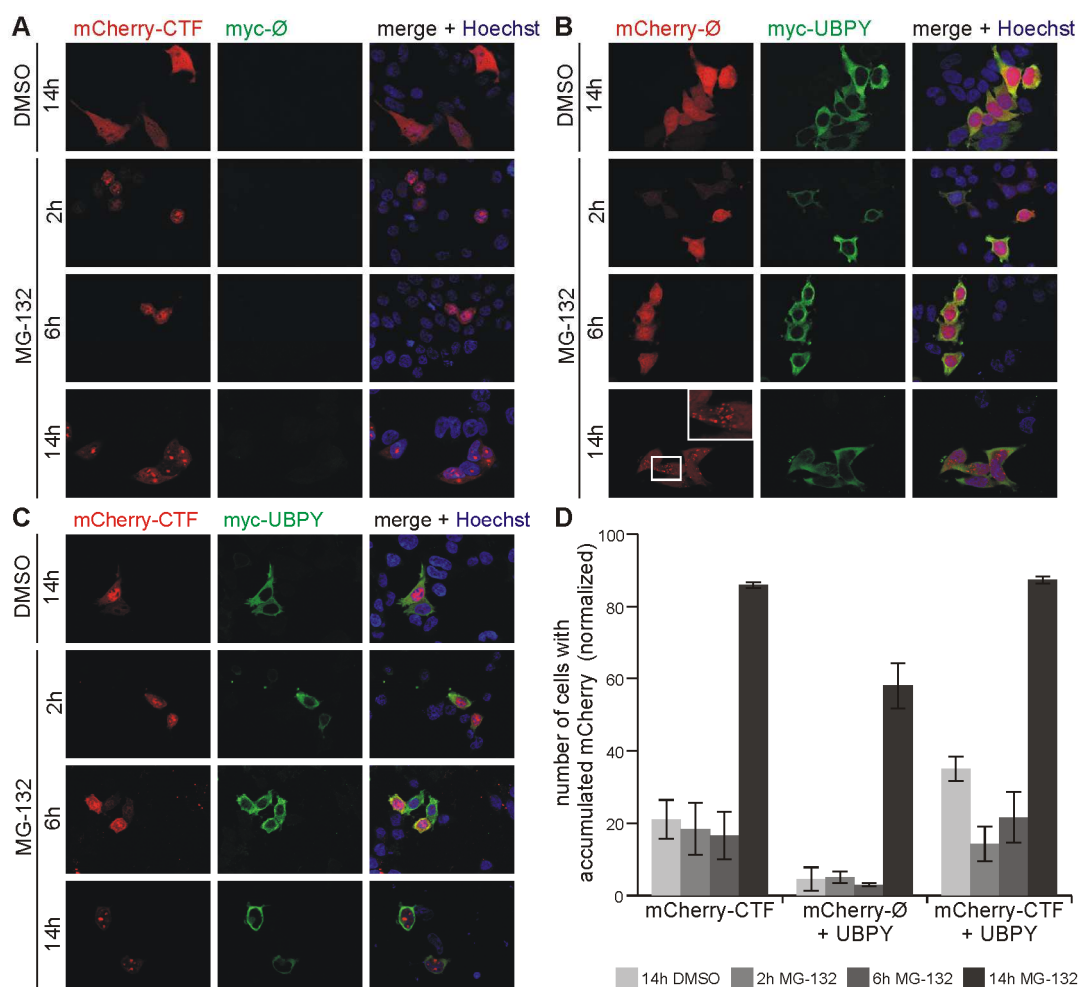 A
mCherry-CTF myc-Ø merge + Hoechst
DMSO
14h
MG-132
2h
6h
14h
B
mCherry-Ø myc-UBPY merge + Hoechst
DMSO
14h
MG-132
2h
6h
14h
C
mCherry-CTF myc-UBPY merge + Hoechst
DMSO
14h
MG-132
2h
6h
14h
D
number of cells with
accumulated mCherry (normalized)
100
80
60
40
20
0
mCherry-CTF mCherry-Ø mCherry-CTF
+ UBPY + UBPY
14h DMSO 2h MG-132 6h MG-132 14h MG-132